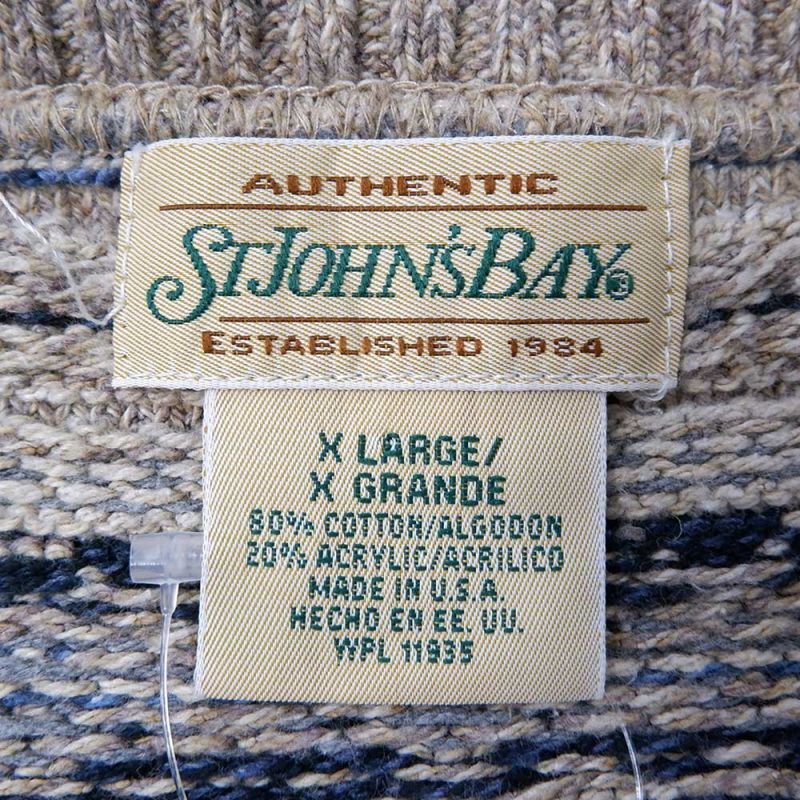 AUTHENTIC
ST JOHN'S BAY®
ESTABLISHED 1984
X LARGE/
X GRANDE
80% COTTON/ALGODON
20% ACRYLIC/ACRILICO
MADE IN U.S.A.
HECHO EN EE. UU.
WPL 11835